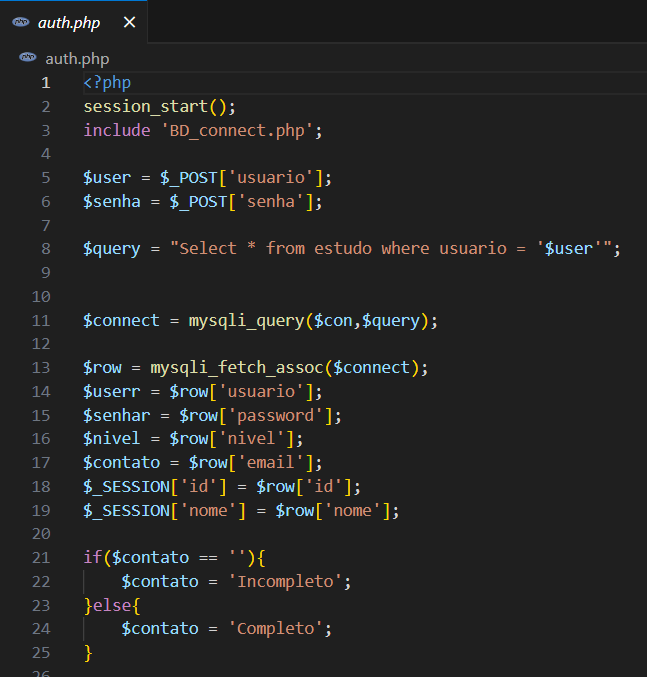 auth.php ×
auth.php
1 <?php
2 session_start();
3 include 'BD_connect.php';
4
5 $user = $_POST['usuario'];
6 $senha = $_POST['senha'];
7
8 $query = "Select * from estudo where usuario = '$user'";
9
10
11 $connect = mysqli_query($con,$query);
12
13 $row = mysqli_fetch_assoc($connect);
14 $userr = $row['usuario'];
15 $senhar = $row['password'];
16 $nivel = $row['nivel'];
17 $contato = $row['email'];
18 $_SESSION['id'] = $row['id'];
19 $_SESSION['nome'] = $row['nome'];
20
21 if($contato == ''){
22     $contato = 'Incompleto';
23 }else{
24     $contato = 'Completo';
25 }
26